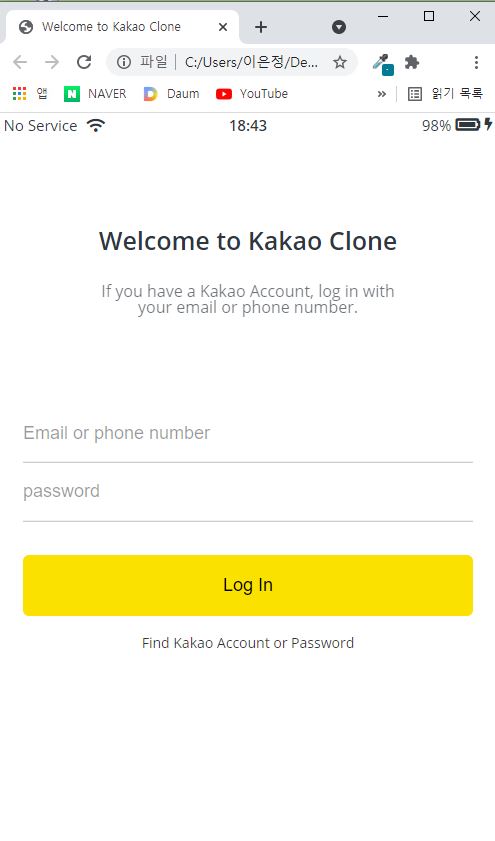 Welcome to Kakao Clone
파일 C:/Users/이은정/De...
앱 NAVER Daum YouTube » 읽기 목록
No Service 18:43 98%
Welcome to Kakao Clone
If you have a Kakao Account, log in with
your email or phone number.
Email or phone number
password
Log In
Find Kakao Account or Password